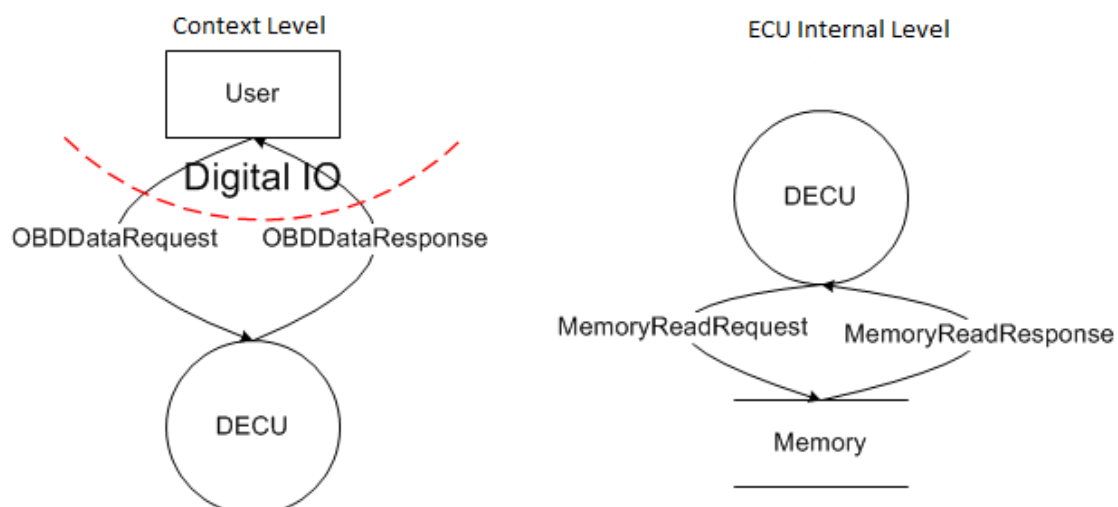 Context Level
User
Digital IO
OBDDataRequest
OBDDataResponse
DECU
ECU Internal Level
DECU
MemoryReadRequest
MemoryReadResponse
Memory